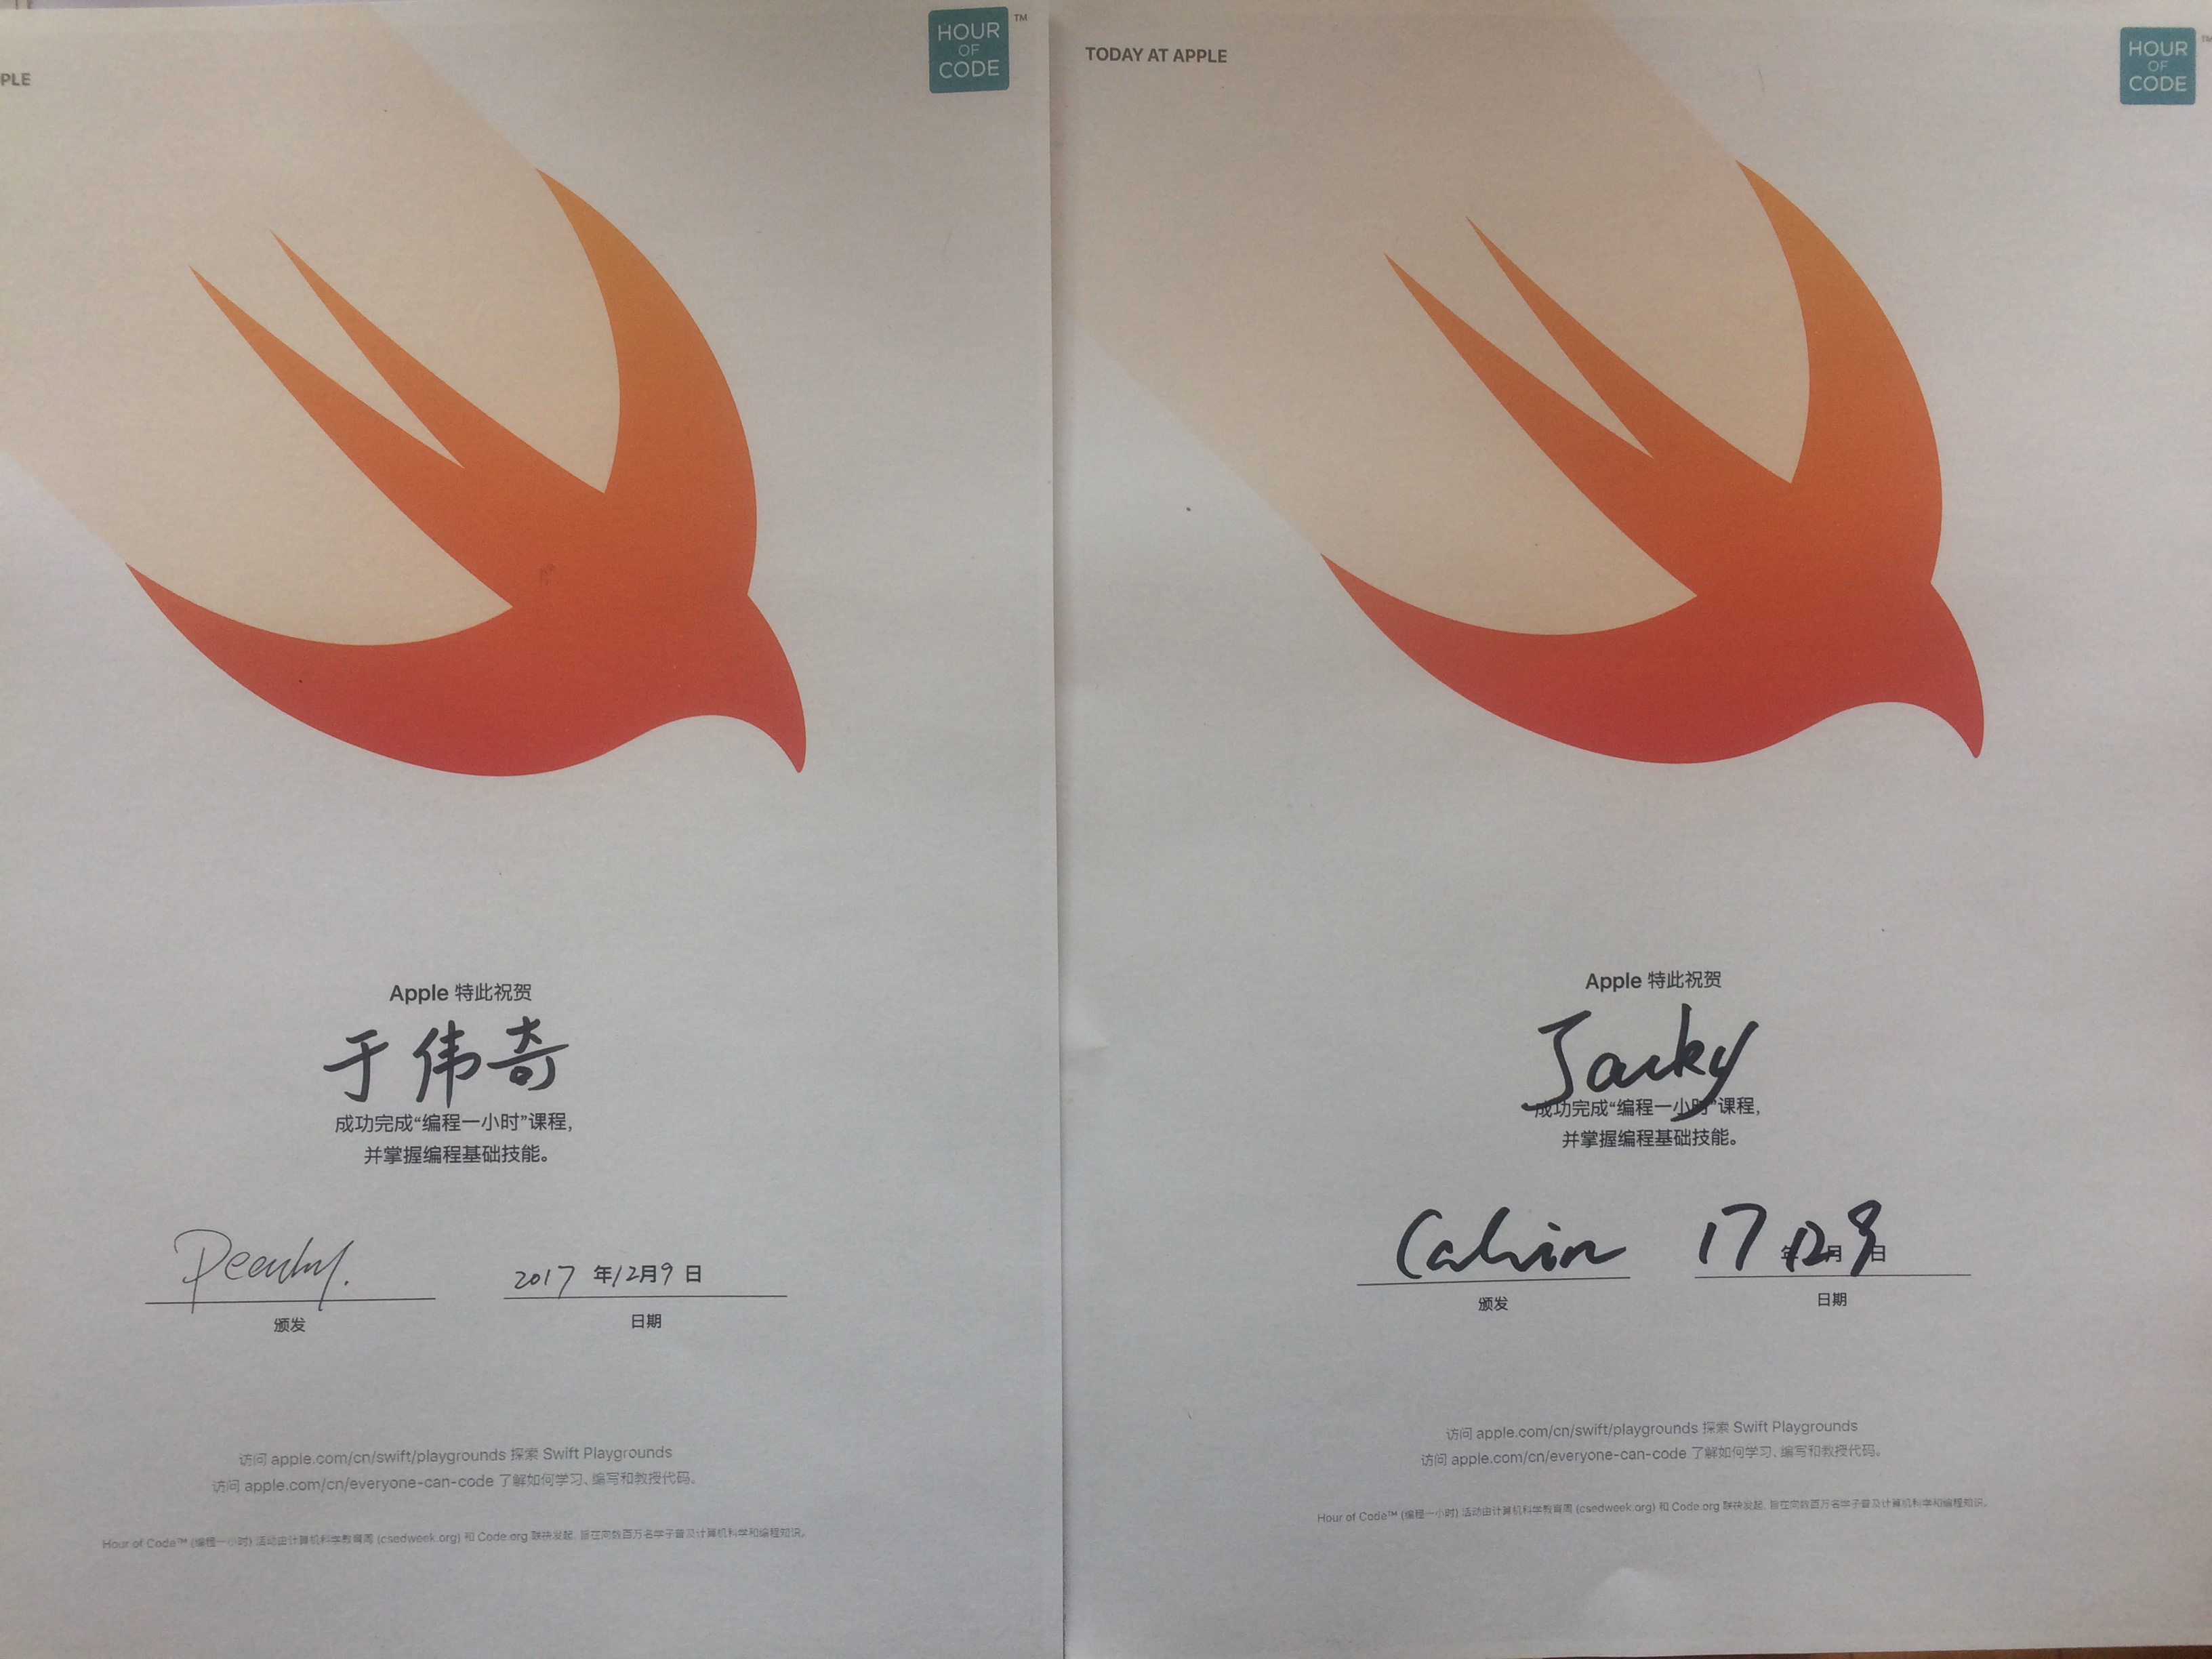 PLE
HOUR
OF
CODE
TM
Apple 特此祝贺
于伟奇
成功完成“编程一小时”课程,
并掌握编程基础技能。
2017 年12月9日
颁发
日期
访问 apple.com/cn/swift/playgrounds 探索 Swift Playgrounds
访问 apple.com/cn/everyone-can-code 了解如何学习、编写和教授代码。
Hour of Code™ (编程一小时) 活动由计算机科学教育周 (csedweek.org) 和 Code.org 联袂发起, 旨在向数百万名学子普及计算机科学和编程知识。
TODAY AT APPLE
HOUR
OF
CODE
TM
Apple 特此祝贺
Jacky
成功完成“编程一小时”课程,
并掌握编程基础技能。
Calvin
17 年12月9日
颁发
日期
访问 apple.com/cn/swift/playgrounds 探索 Swift Playgrounds
访问 apple.com/cn/everyone-can-code 了解如何学习、编写和教授代码。
Hour of Code™ (编程一小时) 活动由计算机科学教育周 (csedweek.org) 和 Code.org 联袂发起, 旨在向数百万名学子普及计算机科学和编程知识。